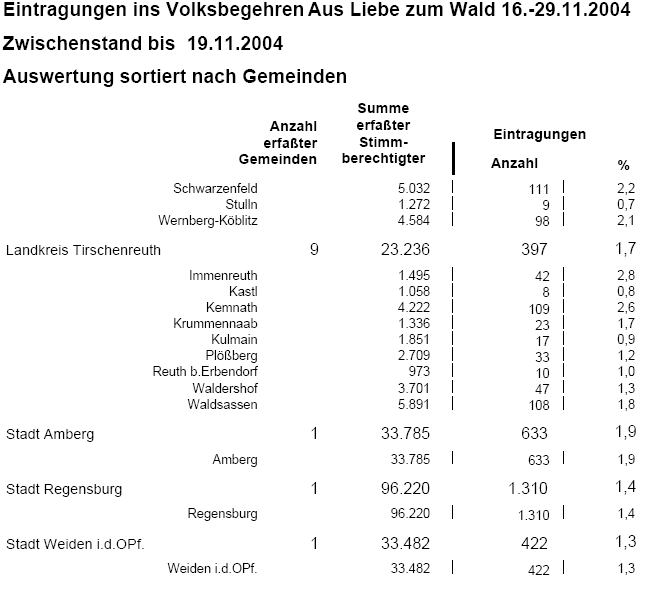 Eintragungen ins Volksbegehren Aus Liebe zum Wald 16.-29.11.2004
Zwischenstand bis 19.11.2004
Auswertung sortiert nach Gemeinden
Anzahl erfaßter Gemeinden
Summe erfaßter Stimm-berechtigter
Eintragungen
Anzahl %
Schwarzenfeld 5.032 111 2,2
Stulln 1.272 9 0,7
Wernberg-Köblitz 4.584 98 2,1
Landkreis Tirschenreuth 9 23.236 397 1,7
Immenreuth 1.495 42 2,8
Kastl 1.058 8 0,8
Kemnath 4.222 109 2,6
Krummennaab 1.336 23 1,7
Kulmain 1.851 17 0,9
Plößberg 2.709 33 1,2
Reuth b.Erbendorf 973 10 1,0
Waldershof 3.701 47 1,3
Waldsassen 5.891 108 1,8
Stadt Amberg 1 33.785 633 1,9
Amberg 33.785 633 1,9
Stadt Regensburg 1 96.220 1.310 1,4
Regensburg 96.220 1.310 1,4
Stadt Weiden i.d.OPf. 1 33.482 422 1,3
Weiden i.d.OPf. 33.482 422 1,3